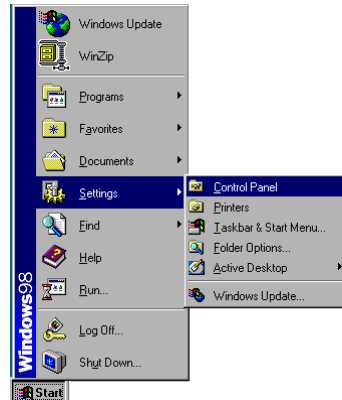 Windows Update
WinZip
Programs
Favorites
Documents
Settings
Find
Help
Run...
Log Off...
Shut Down...
Control Panel
Printers
Taskbar & Start Menu...
Folder Options...
Active Desktop
Windows Update...
Windows98
Start